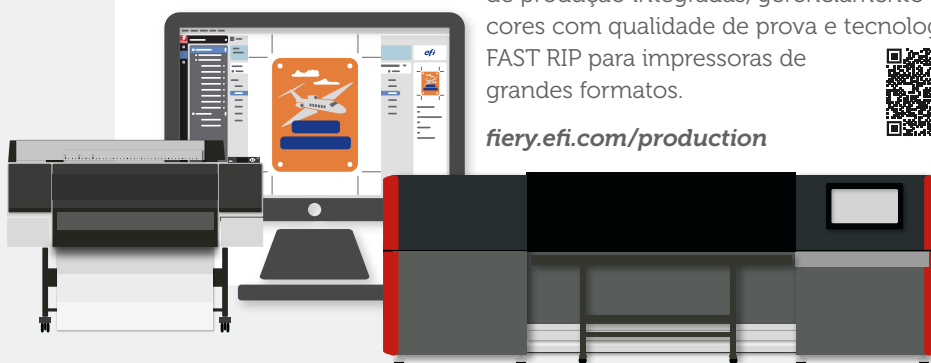 de produção integradas, gerenciamento
cores com qualidade de prova e tecnolog
FAST RIP para impressoras de
grandes formatos.
fiery.efi.com/production
efi